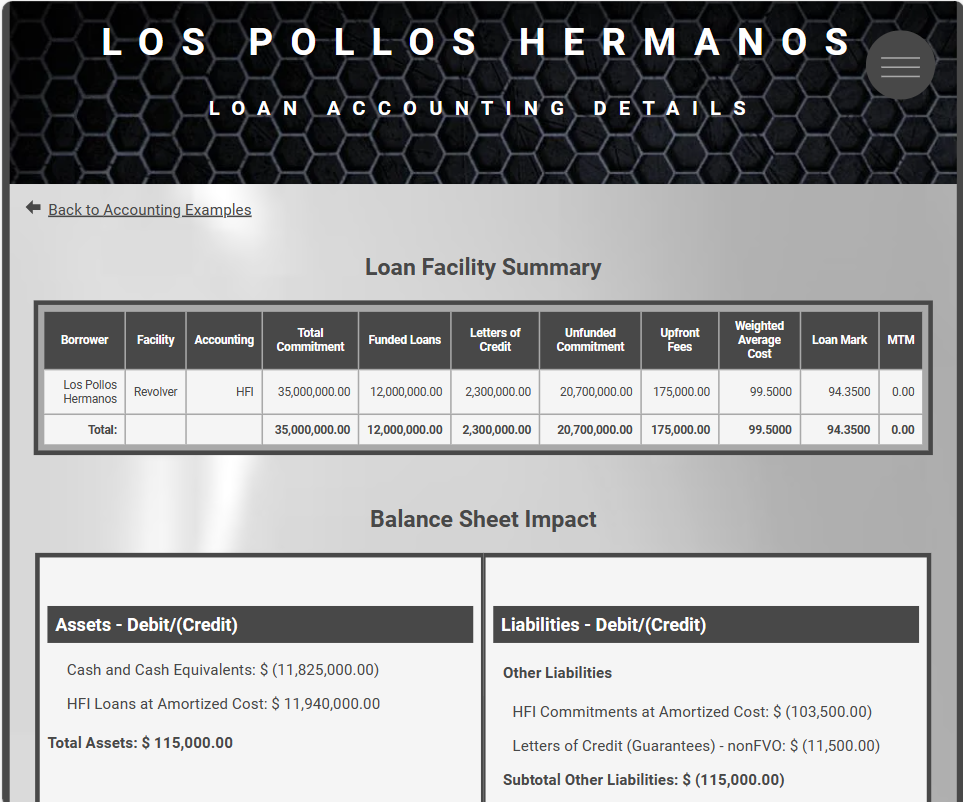 LOS POLLOS HERMANOS
LOAN ACCOUNTING DETAILS
Back to Accounting Examples
Loan Facility Summary
Borrower Facility Accounting Total Commitment Funded Loans Letters of Credit Unfunded Commitment Upfront Fees Weighted Average Cost Loan Mark MTM
Los Pollos Hermanos Revolver HFI 35,000,000.00 12,000,000.00 2,300,000.00 20,700,000.00 175,000.00 99.5000 94.3500 0.00
Total: 35,000,000.00 12,000,000.00 2,300,000.00 20,700,000.00 175,000.00 99.5000 94.3500 0.00
Balance Sheet Impact
Assets - Debit/(Credit)
Cash and Cash Equivalents: $ (11,825,000.00)
HFI Loans at Amortized Cost: $ 11,940,000.00
Total Assets: $ 115,000.00
Liabilities - Debit/(Credit)
Other Liabilities
HFI Commitments at Amortized Cost: $ (103,500.00)
Letters of Credit (Guarantees) - nonFVO: $ (11,500.00)
Subtotal Other Liabilities: $ (115,000.00)